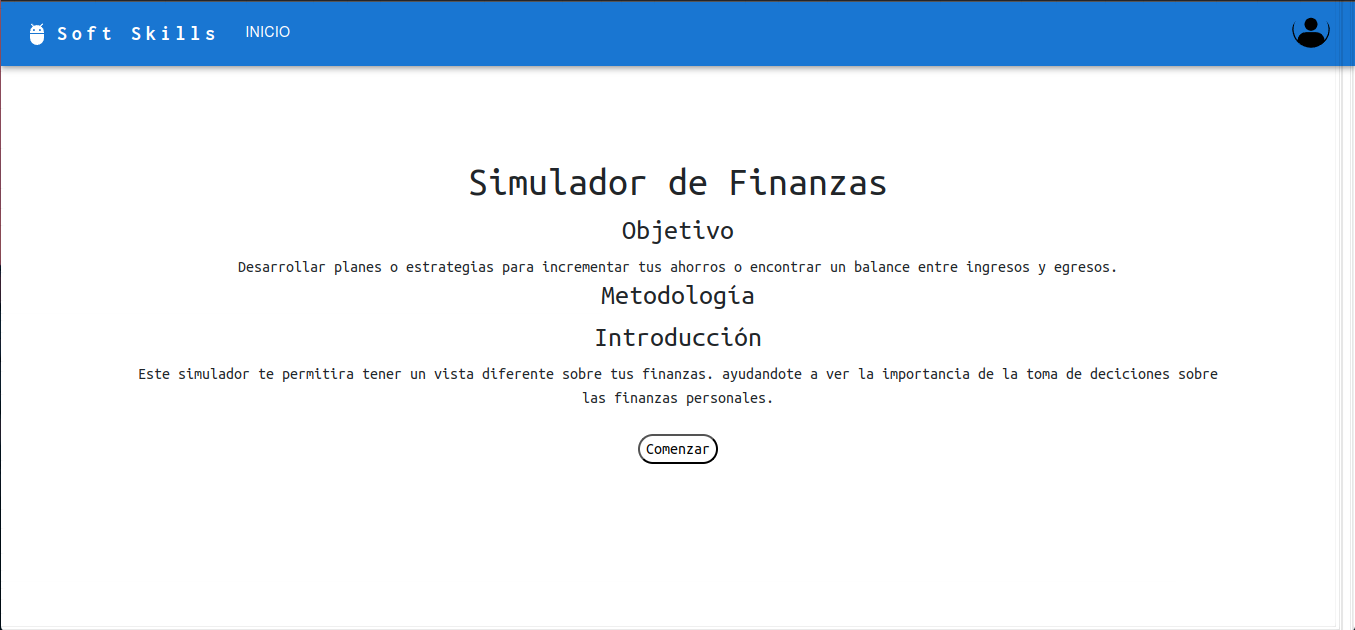 Soft Skills INICIO
Simulador de Finanzas
Objetivo
Desarrollar planes o estrategias para incrementar tus ahorros o encontrar un balance entre ingresos y egresos.
Metodología
Introducción
Este simulador te permitira tener un vista diferente sobre tus finanzas. ayudandote a ver la importancia de la toma de deciciones sobre
las finanzas personales.
Comenzar